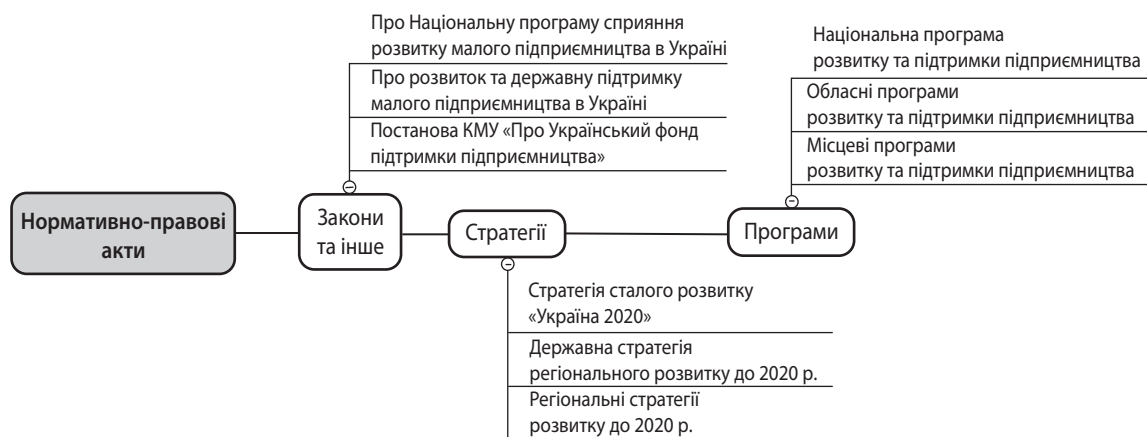 Про Національну програму сприяння
розвитку малого підприємництва в Україні
Про розвиток та державну підтримку
малого підприємництва в Україні
Постанова КМУ «Про Український фонд
підтримки підприємництва»
Національна програма
розвитку та підтримки підприємництва
Обласні програми
розвитку та підтримки підприємництва
Місцеві програми
розвитку та підтримки підприємництва
Нормативно-правові
акти
Закони
та інше
Стратегії
Програми
Стратегія сталого розвитку
«Україна 2020»
Державна стратегія
регіонального розвитку до 2020 р.
Регіональні стратегії
розвитку до 2020 р.